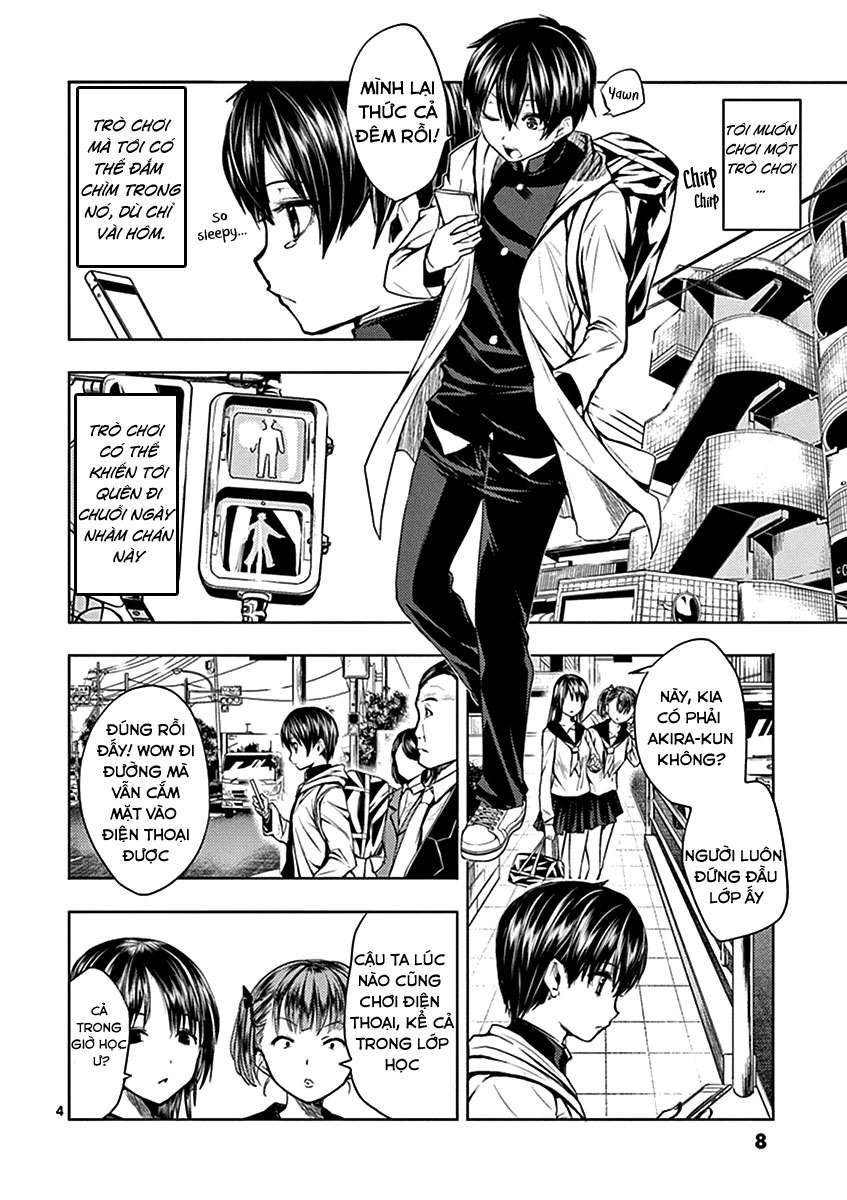 TÔI MUỐN
CHƠI MỘT
TRÒ CHƠI
...
Chirp
Chirp
Yawn
MÌNH LẠI
THỨC CẢ
ĐÊM RỒI!
TRÒ CHƠI
MÀ TÔI CÓ
THỂ ĐẮM
CHÌM TRONG
NÓ, DÙ CHỈ
VÀI HÔM.
so
sleepy...
TRÒ CHƠI
CÓ THỂ
KHIẾN TÔI
QUÊN ĐI
CHUỖI NGÀY
NHÀM CHÁN
NÀY
NÀY, KIA
CÓ PHẢI
AKIRA-KUN
KHÔNG?
NGƯỜI LUÔN
ĐỨNG ĐẦU
LỚP ẤY
ĐÚNG RỒI
ĐẤY! WOW ĐI
ĐƯỜNG MÀ
VẪN CẮM
MẶT VÀO
ĐIỆN THOẠI
ĐƯỢC
CẬU TA LÚC
NÀO CŨNG
CHƠI ĐIỆN
THOẠI, KỂ CẢ
TRONG LỚP
HỌC
CẢ
TRONG
GIỜ HỌC
Ư?
4
8